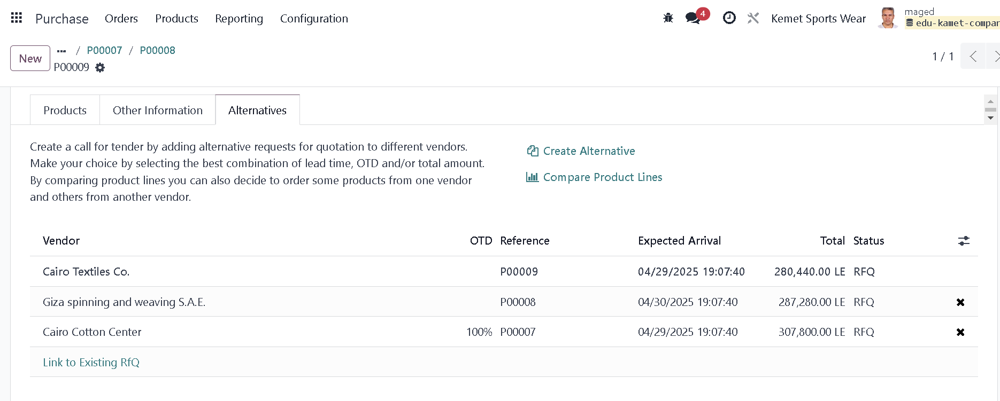 Purchase Orders Products Reporting Configuration 4 Kemet Sports Wear maged
edu-kamet-compar
New ... / P00007 / P00008
P00009
1 / 1
Products Other Information Alternatives
Create a call for tender by adding alternative requests for quotation to different vendors.
Make your choice by selecting the best combination of lead time, OTD and/or total amount.
By comparing product lines you can also decide to order some products from one vendor
and others from another vendor.
Create Alternative
Compare Product Lines
Vendor OTD Reference Expected Arrival Total Status
Cairo Textiles Co. P00009 04/29/2025 19:07:40 280,440.00 LE RFQ
Giza spinning and weaving S.A.E. P00008 04/30/2025 19:07:40 287,280.00 LE RFQ
Cairo Cotton Center 100% P00007 04/29/2025 19:07:40 307,800.00 LE RFQ
Link to Existing RfQ